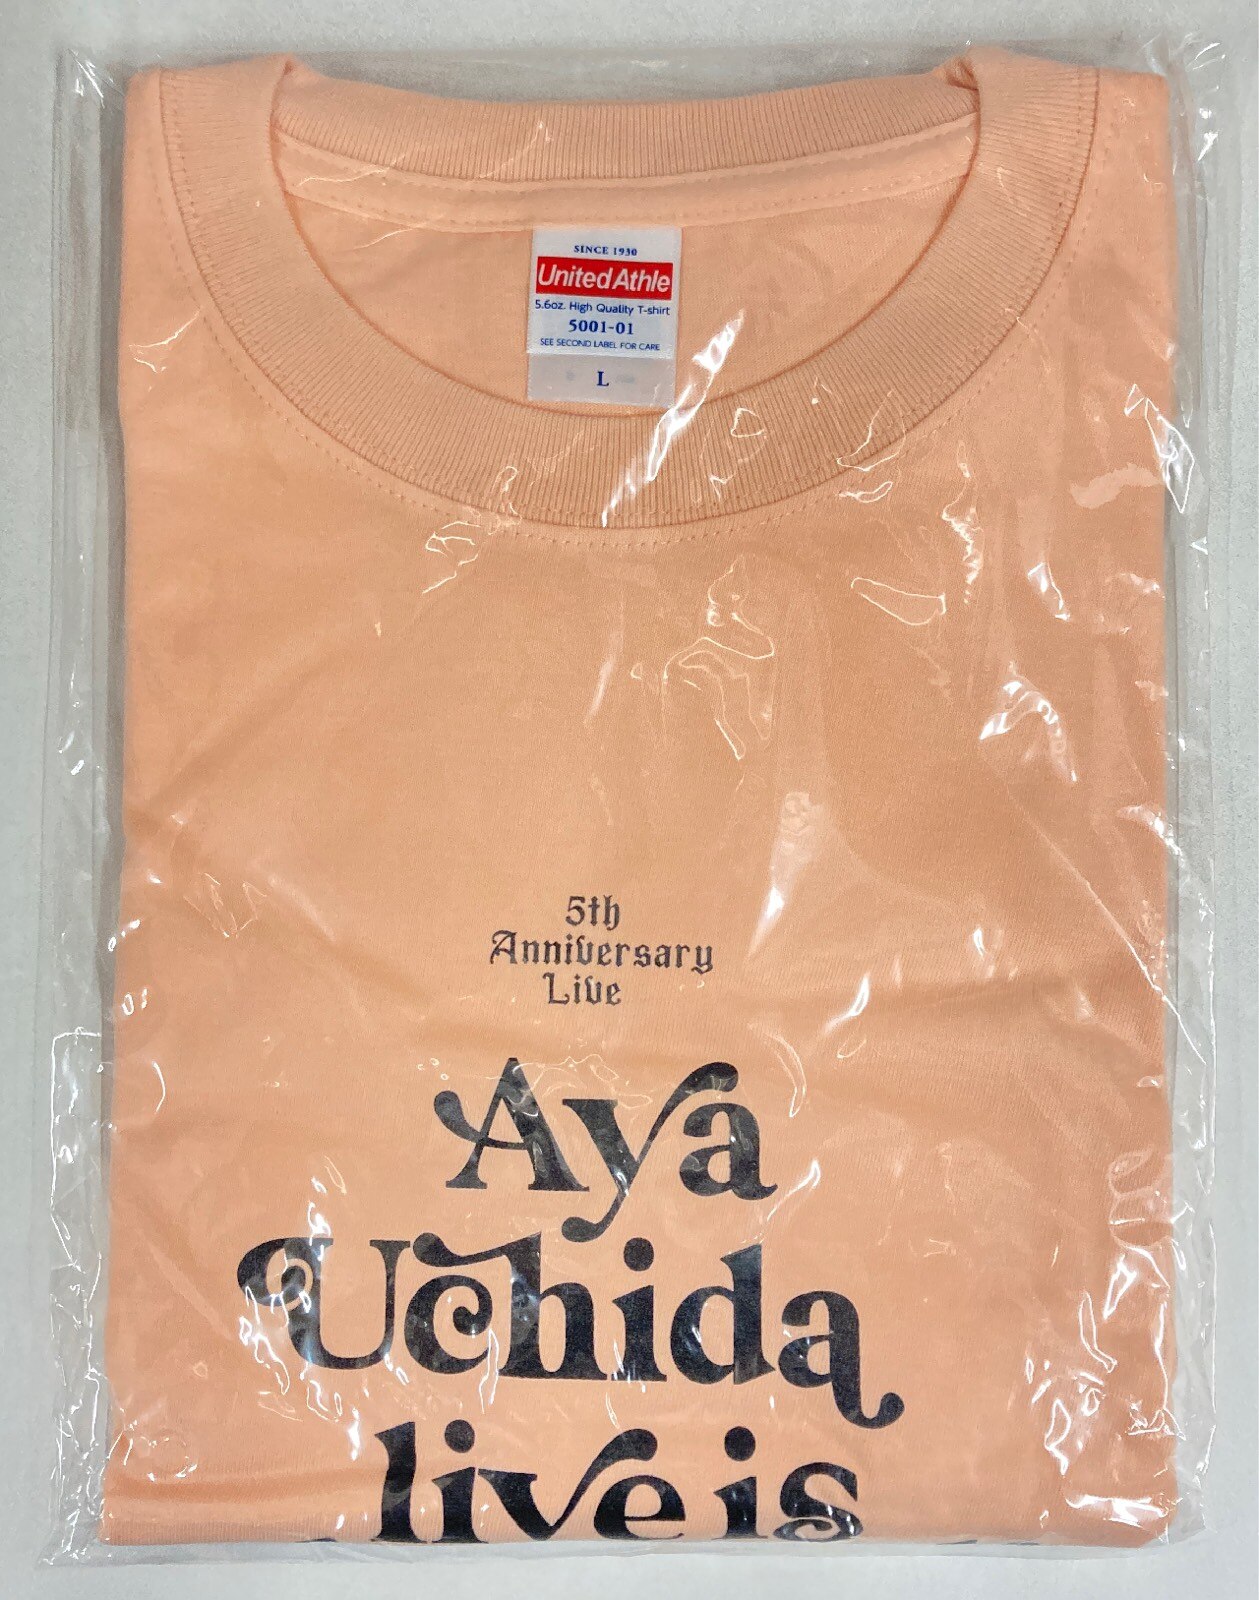 SINCE 1930
United Athle
5.6oz. High Quality T-shirt
5001-01
SEE SECOND LABEL FOR CARE
L
5th
Anniversary
Live
Aya
Uchida
live is